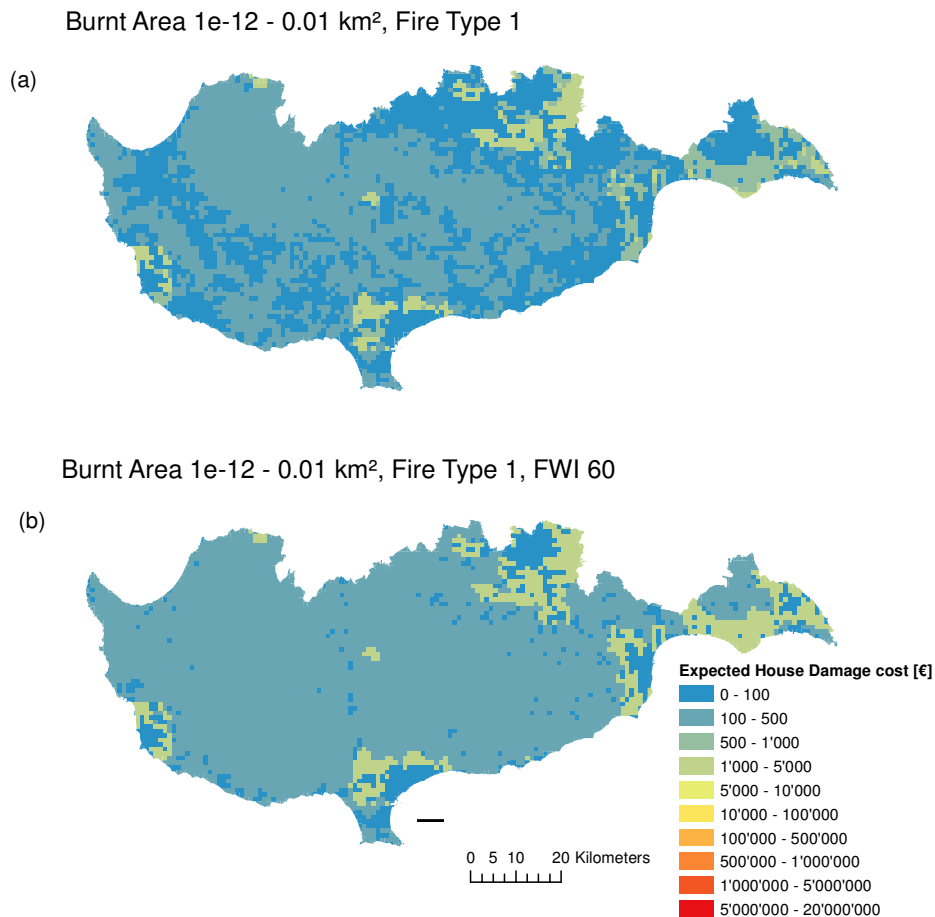 Burnt Area 1e-12 - 0.01 km², Fire Type 1
(a)
Burnt Area 1e-12 - 0.01 km², Fire Type 1, FWI 60
(b)
Expected House Damage cost [€]
0 - 100
100 - 500
500 - 1'000
1'000 - 5'000
5'000 - 10'000
10'000 - 100'000
100'000 - 500'000
500'000 - 1'000'000
1'000'000 - 5'000'000
5'000'000 - 20'000'000
0 5 10 20 Kilometers